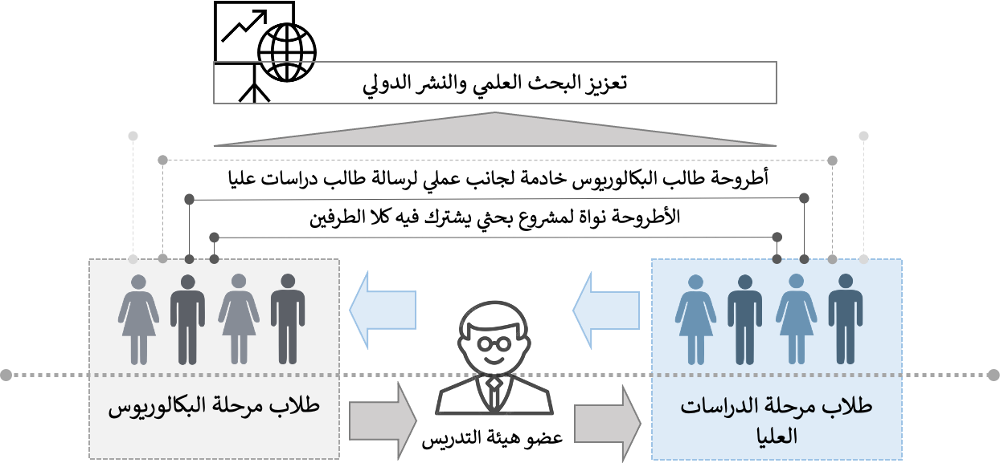 تعزيز البحث العلمي والنشر الدولي
أطروحة طالب البكالوريوس خادمة لجانب عملي لرسالة طالب دراسات عليا
الأطروحة نواة لمشروع بحثي يشترك فيه كلا الطرفين
طلاب مرحلة الدراسات
العليا
عضو هيئة التدريس
طلاب مرحلة البكالوريوس